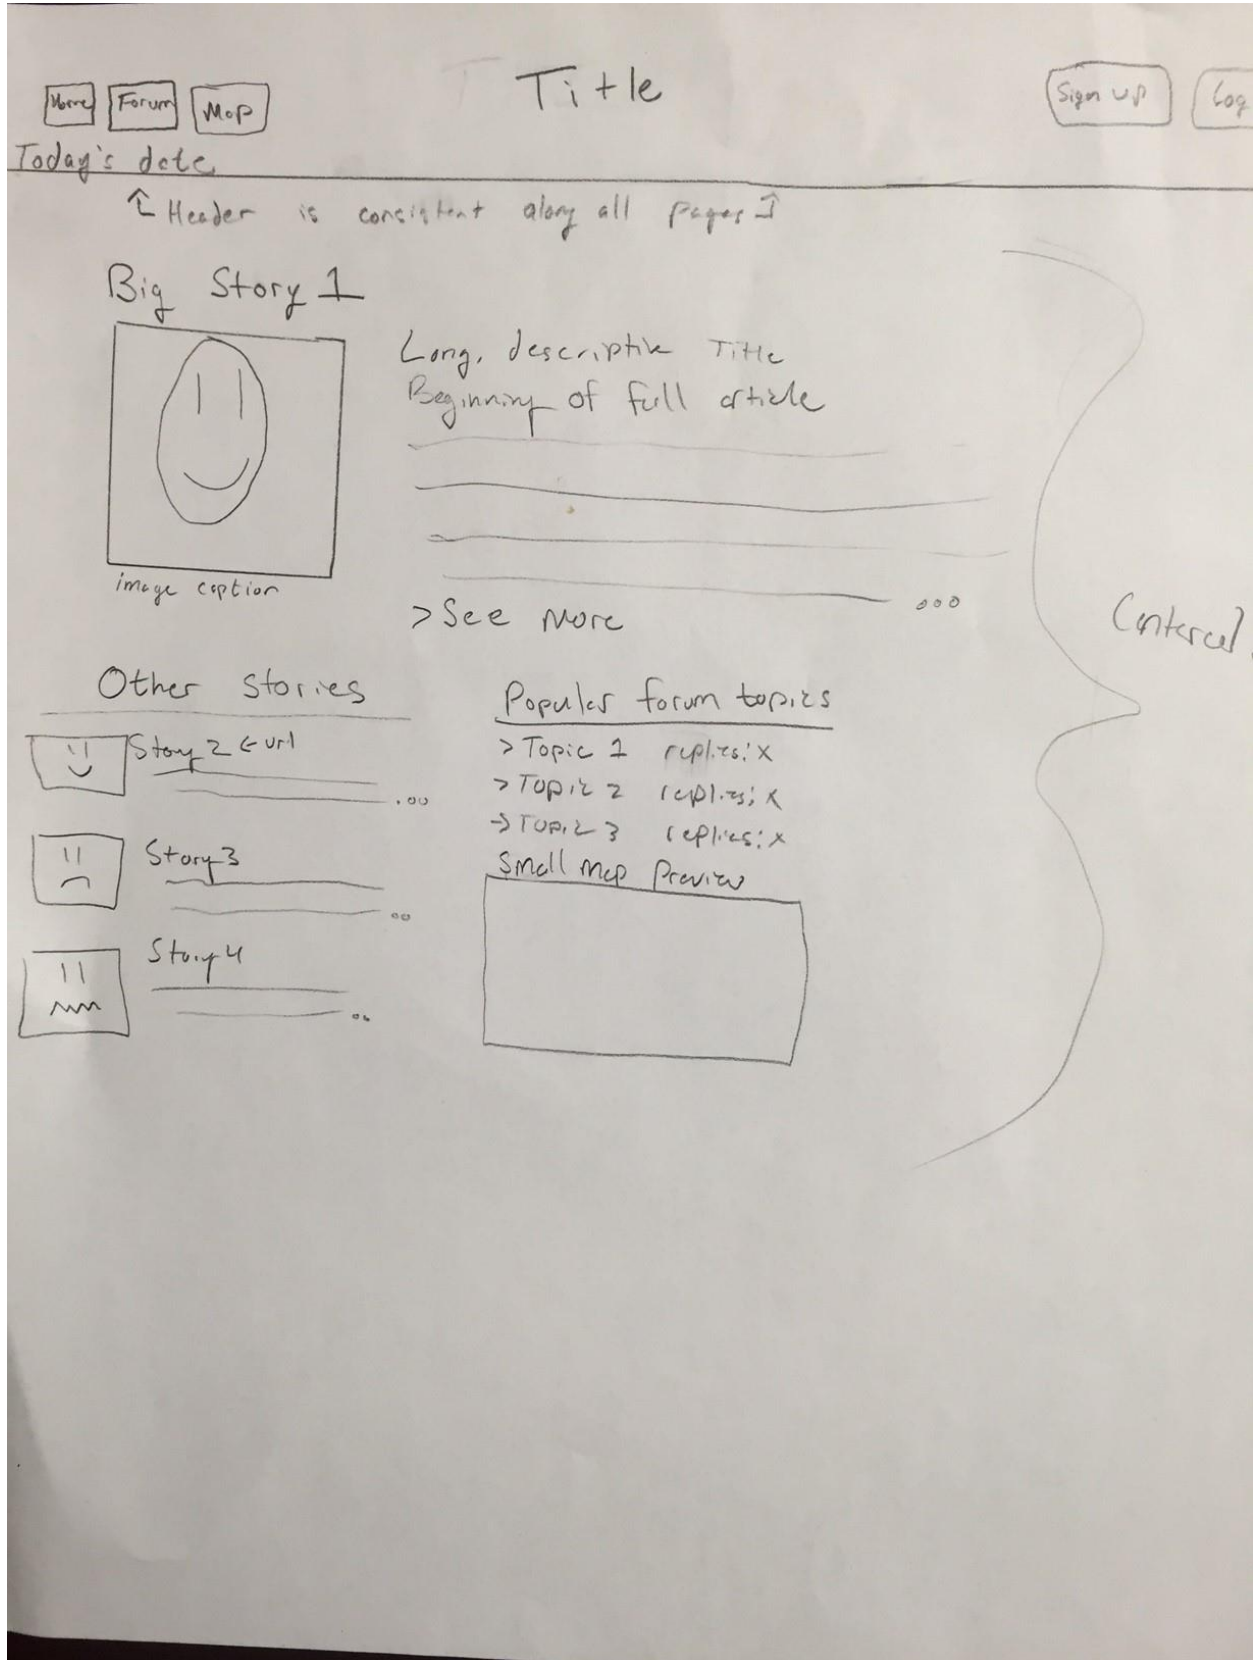 Title
Home Forum Map Sign up Log
Today's date
↑ Header is consistent along all pages ↑
Big Story 1
Long, descriptive Title
Beginning of full article
image caption
> See More
Centered
Other stories
Popular forum topics
Story 2 ← url
> Topic 1 replies: x
> Topic 2 replies: x
→ Topic 3 replies: x
Story 3
Small Map Preview
Story 4